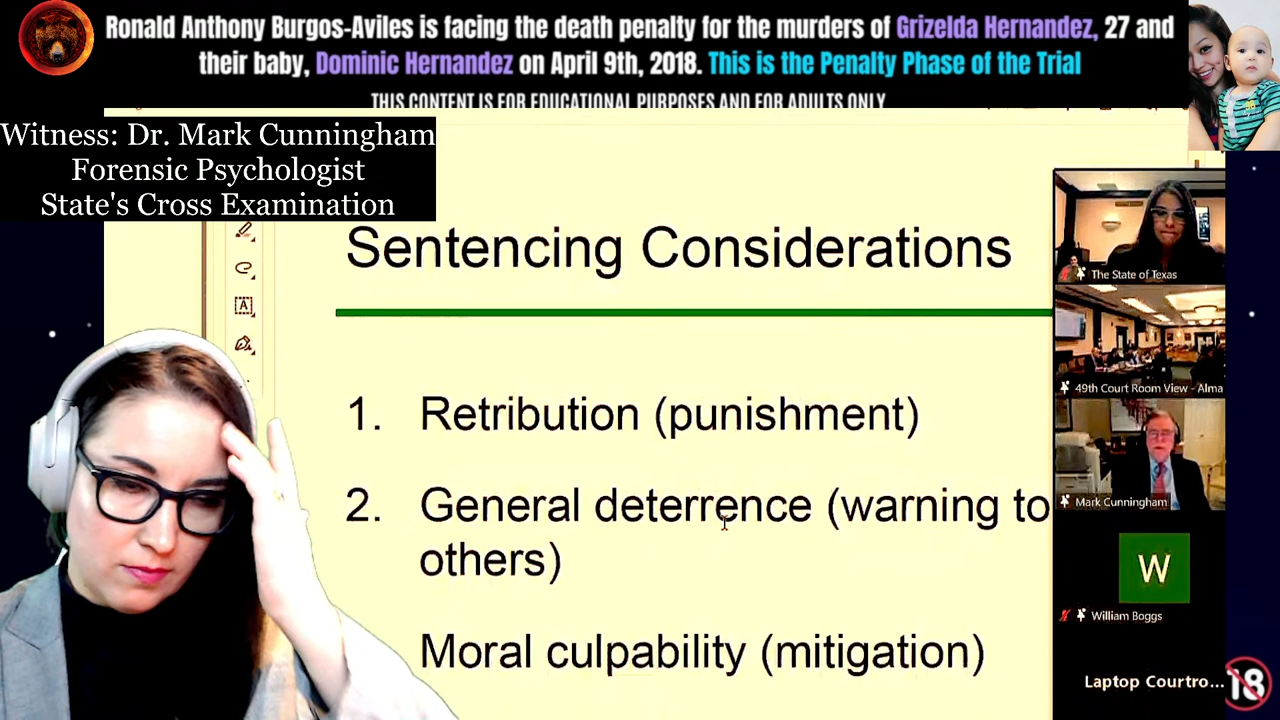 Ronald Anthony Burgos-Aviles is facing the death penalty for the murders of Grizelda Hernandez, 27 and
their baby, Dominic Hernandez on April 9th, 2018. This is the Penalty Phase of the Trial
THIS CONTENT IS FOR EDUCATIONAL PURPOSES AND FOR ADULTS ONLY
Witness: Dr. Mark Cunningham
Forensic Psychologist
State's Cross Examination
Sentencing Considerations
1. Retribution (punishment)
2. General deterrence (warning to
others)
Moral culpability (mitigation)
The State of Texas
49th Court Room View - Alma
Mark Cunningham
W
William Boggs
Laptop Courtro...
18